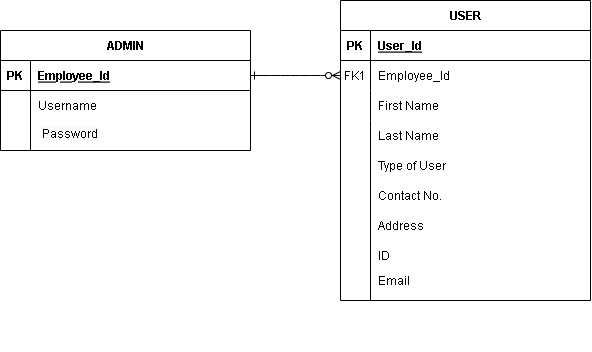 ADMIN
PK Employee_Id
Username
Password
USER
PK User_Id
FK1 Employee_Id
First Name
Last Name
Type of User
Contact No.
Address
ID
Email